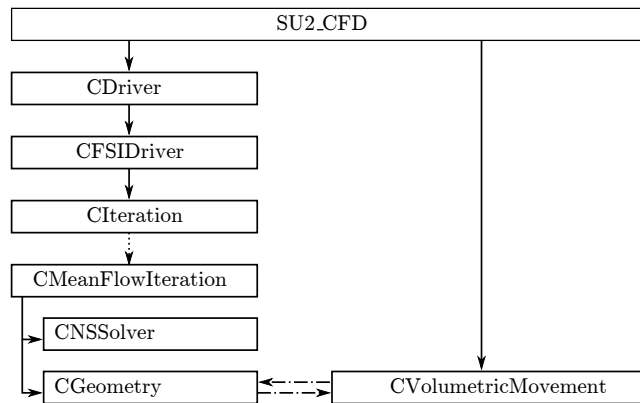 SU2_CFD
CDriver
CFSIDriver
CIteration
CMeanFlowIteration
CNSSolver
CGeometry
CVolumetricMovement